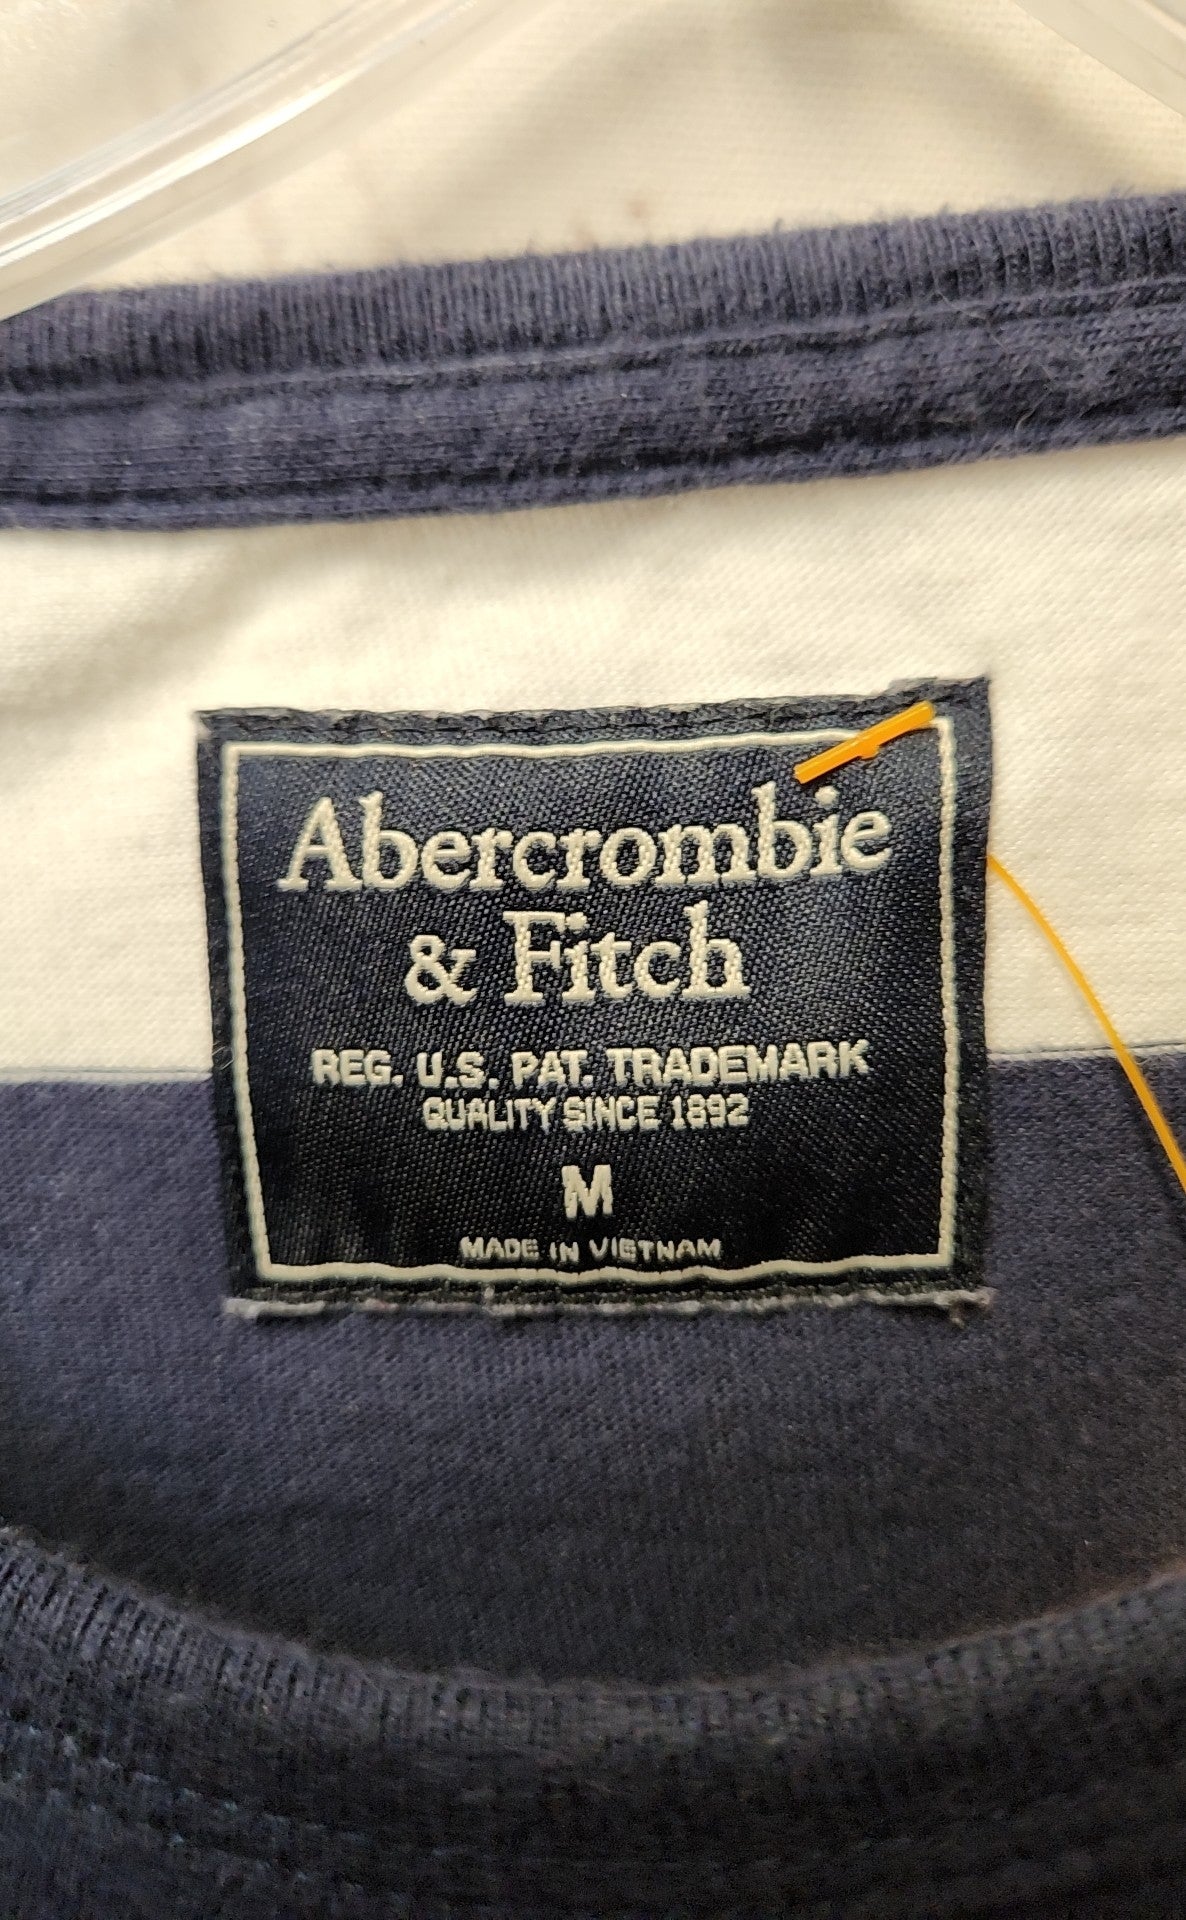 Abercrombie
& Fitch
REG. U.S. PAT. TRADEMARK
QUALITY SINCE 1892
M
MADE IN VIETNAM